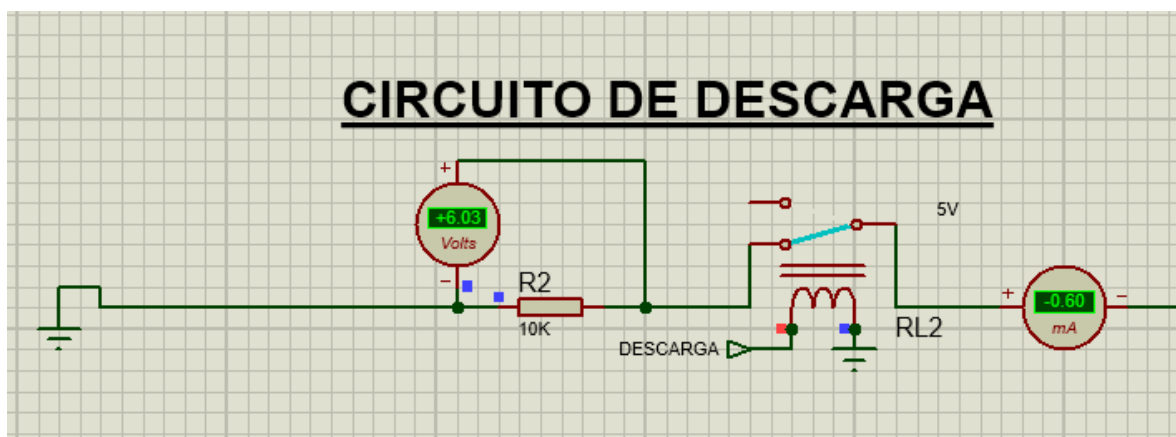 CIRCUITO DE DESCARGA
+
+6.03
Volts
−
R2
10K
5V
DESCARGA
RL2
+
-0.60
mA
−